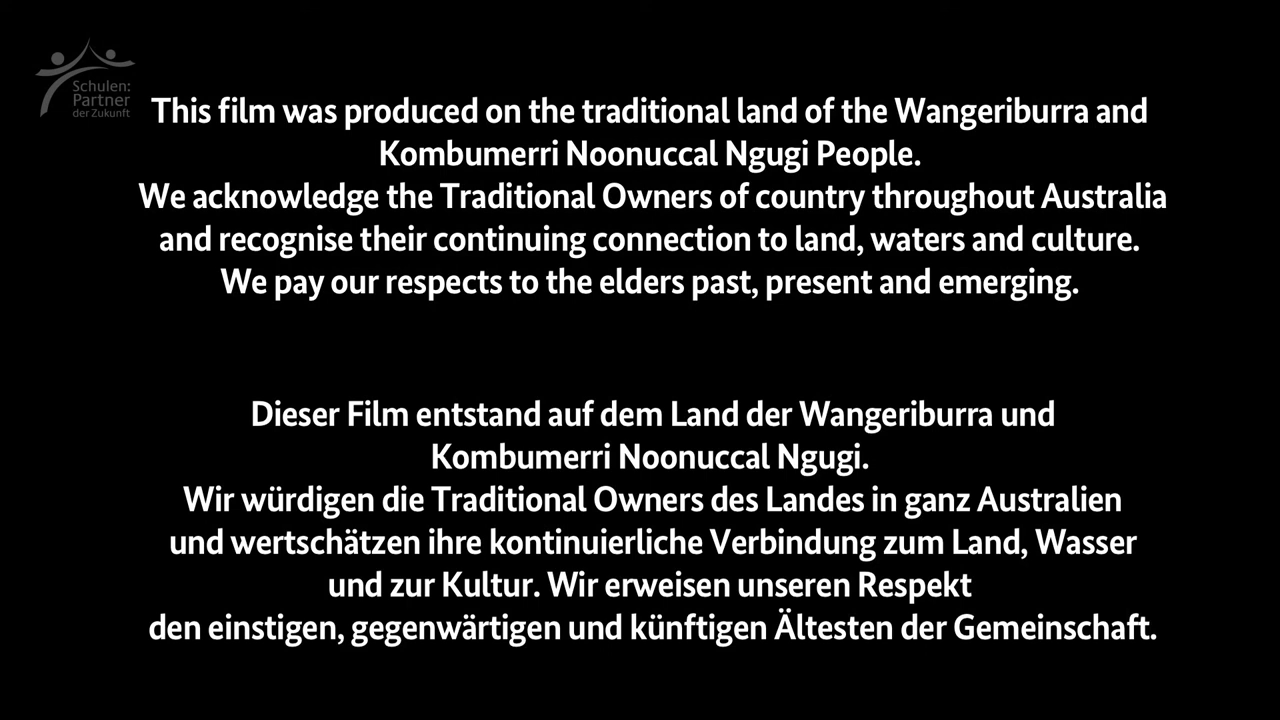 Schulen:
Partner
der Zukunft
This film was produced on the traditional land of the Wangeriburra and
Kombumerri Noonuccal Ngugi People.
We acknowledge the Traditional Owners of country throughout Australia
and recognise their continuing connection to land, waters and culture.
We pay our respects to the elders past, present and emerging.
Dieser Film entstand auf dem Land der Wangeriburra und
Kombumerri Noonuccal Ngugi.
Wir würdigen die Traditional Owners des Landes in ganz Australien
und wertschätzen ihre kontinuierliche Verbindung zum Land, Wasser
und zur Kultur. Wir erweisen unseren Respekt
den einstigen, gegenwärtigen und künftigen Ältesten der Gemeinschaft.